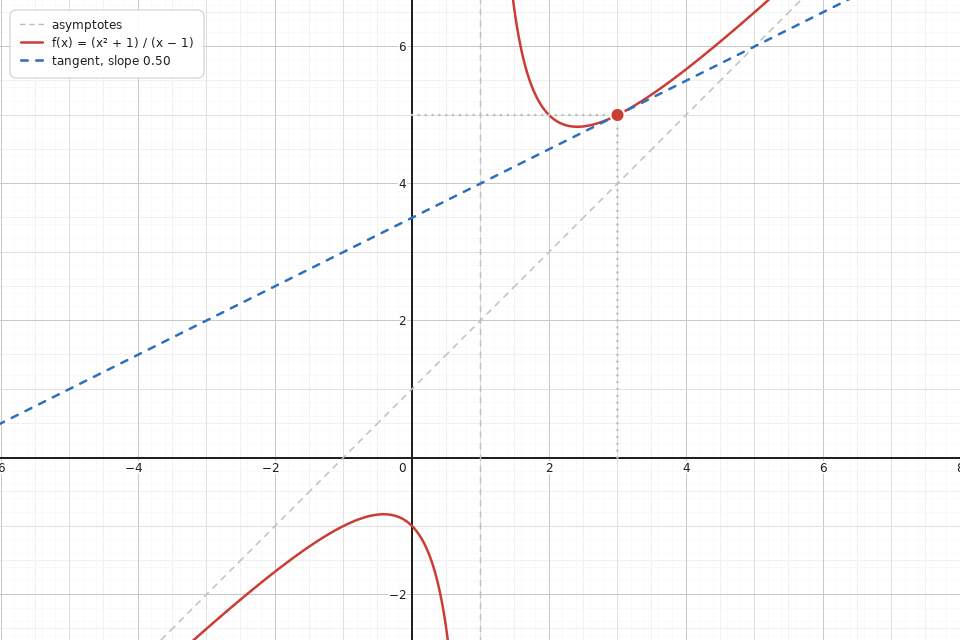 asymptotes
f(x) = (x² + 1) / (x − 1)
tangent, slope 0.50
6
4
2
6 −4 −2 0 2 4 6 8
−2